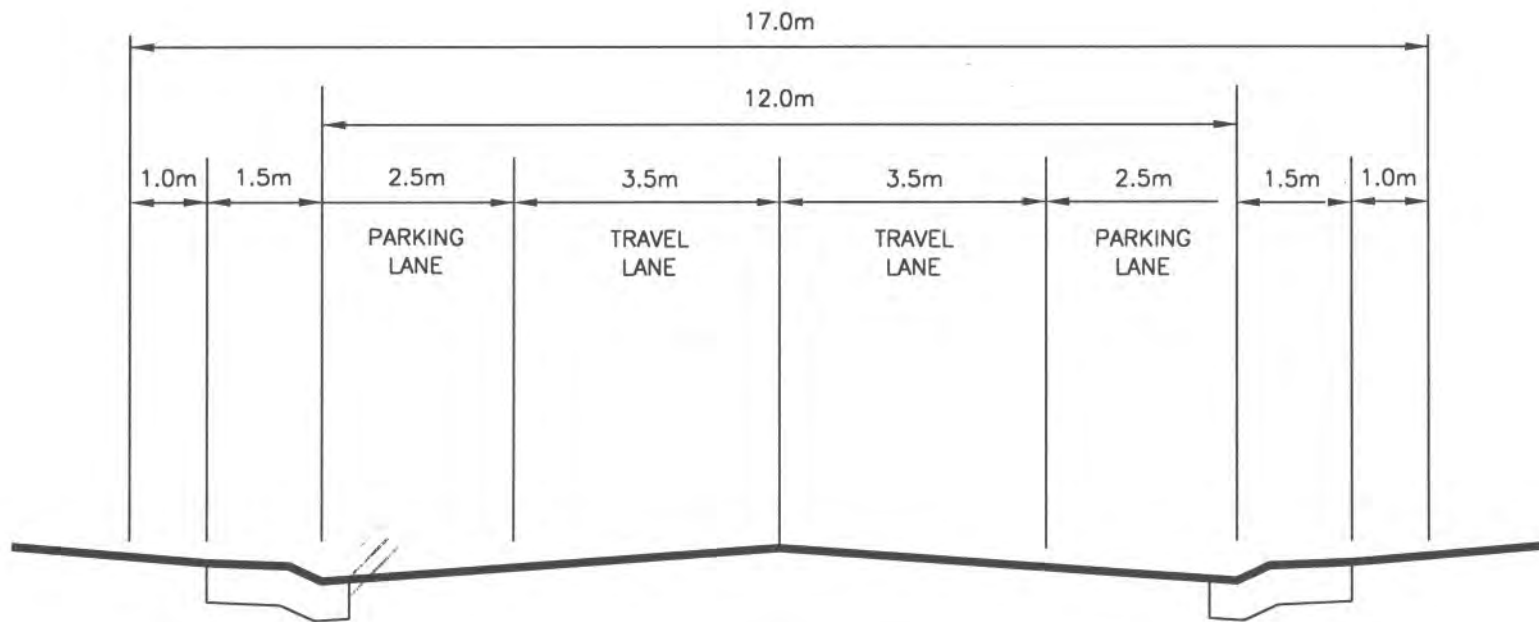 17.0m
12.0m
1.0m 1.5m 2.5m 3.5m 3.5m 2.5m 1.5m 1.0m
PARKING LANE
TRAVEL LANE
TRAVEL LANE
PARKING LANE